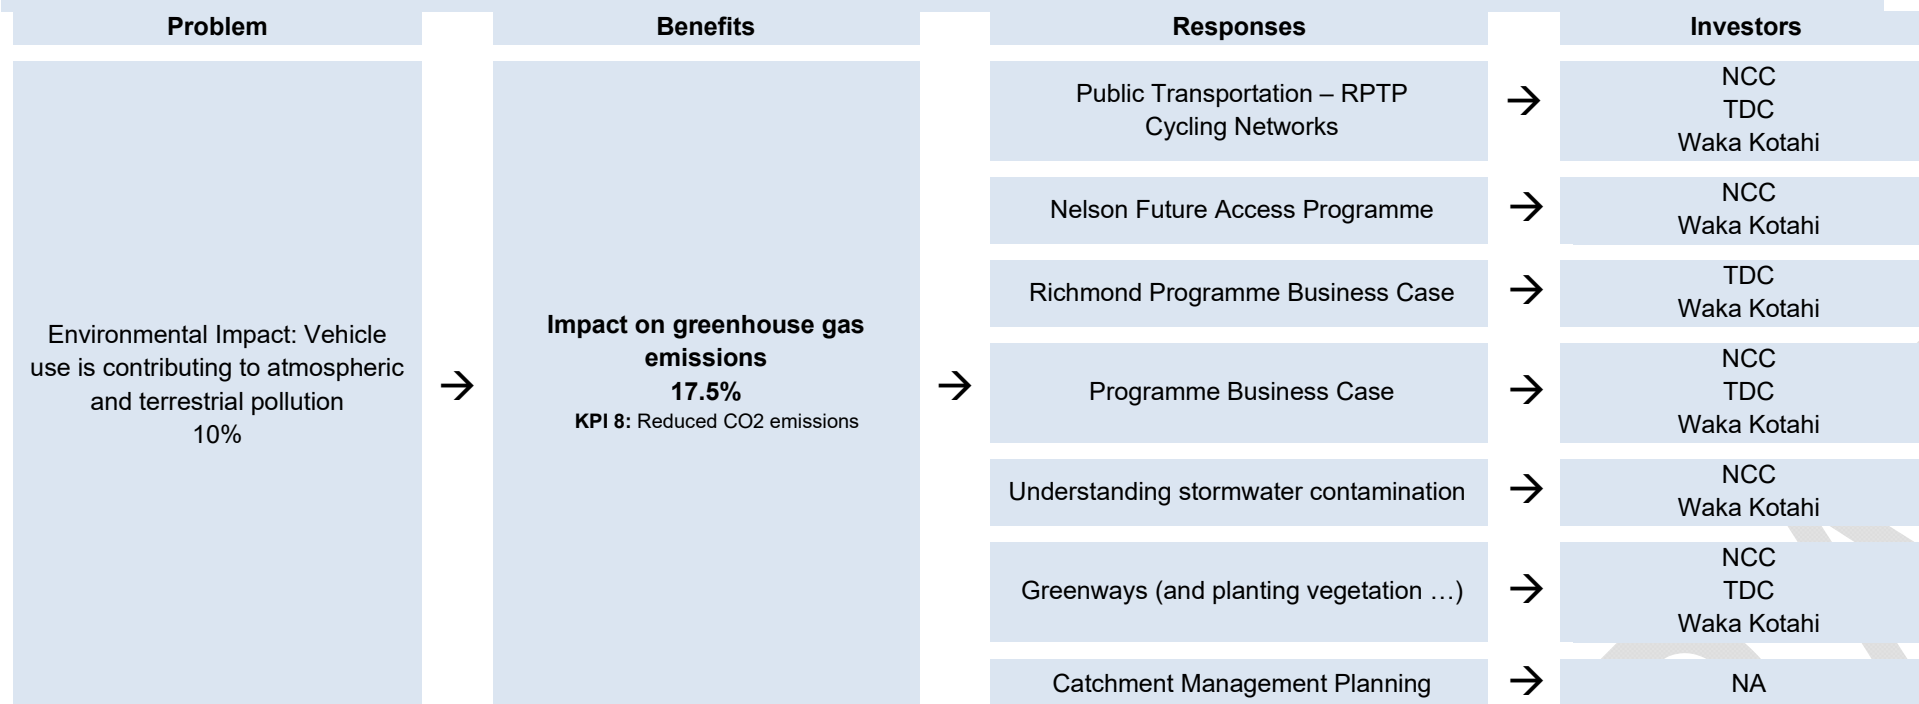 Problem
Benefits
Responses
Investors
Environmental Impact: Vehicle
use is contributing to atmospheric
and terrestrial pollution
10%
→
Impact on greenhouse gas
emissions
17.5%
KPI 8: Reduced CO2 emissions
→
Public Transportation – RPTP
Cycling Networks
→
NCC
TDC
Waka Kotahi
Nelson Future Access Programme
→
NCC
Waka Kotahi
Richmond Programme Business Case
→
TDC
Waka Kotahi
Programme Business Case
→
NCC
TDC
Waka Kotahi
Understanding stormwater contamination
→
NCC
Waka Kotahi
Greenways (and planting vegetation …)
→
NCC
TDC
Waka Kotahi
Catchment Management Planning
→
NA